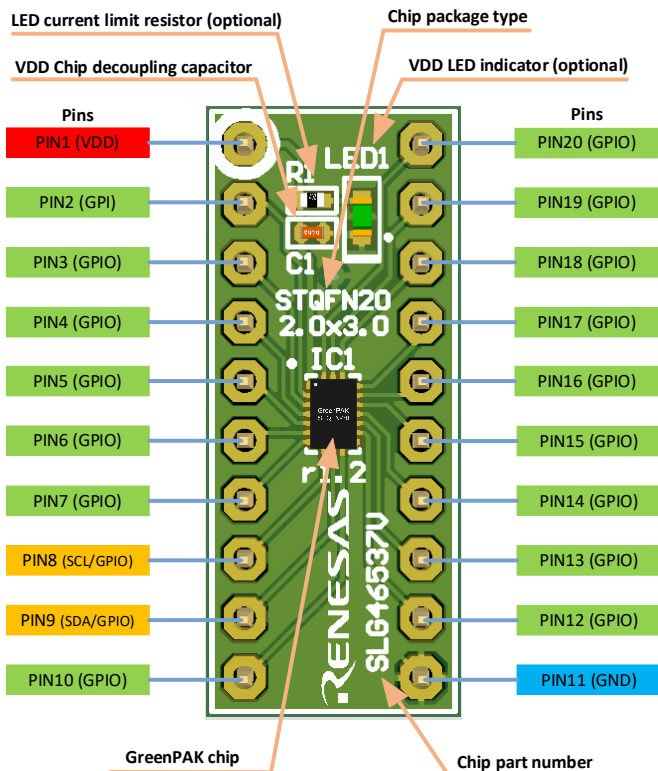 LED current limit resistor (optional)
Chip package type
VDD Chip decoupling capacitor
VDD LED indicator (optional)
Pins
Pins
PIN1 (VDD)
PIN20 (GPIO)
LED1
R1
PIN2 (GPI)
PIN19 (GPIO)
C1
PIN3 (GPIO)
PIN18 (GPIO)
STQFN20
2.0x3.0
PIN4 (GPIO)
PIN17 (GPIO)
IC1
PIN5 (GPIO)
PIN16 (GPIO)
GreenPAK
PIN6 (GPIO)
PIN15 (GPIO)
r1.2
PIN7 (GPIO)
PIN14 (GPIO)
RENESAS
SLG46537V
PIN8 (SCL/GPIO)
PIN13 (GPIO)
PIN9 (SDA/GPIO)
PIN12 (GPIO)
PIN10 (GPIO)
PIN11 (GND)
GreenPAK chip
Chip part number